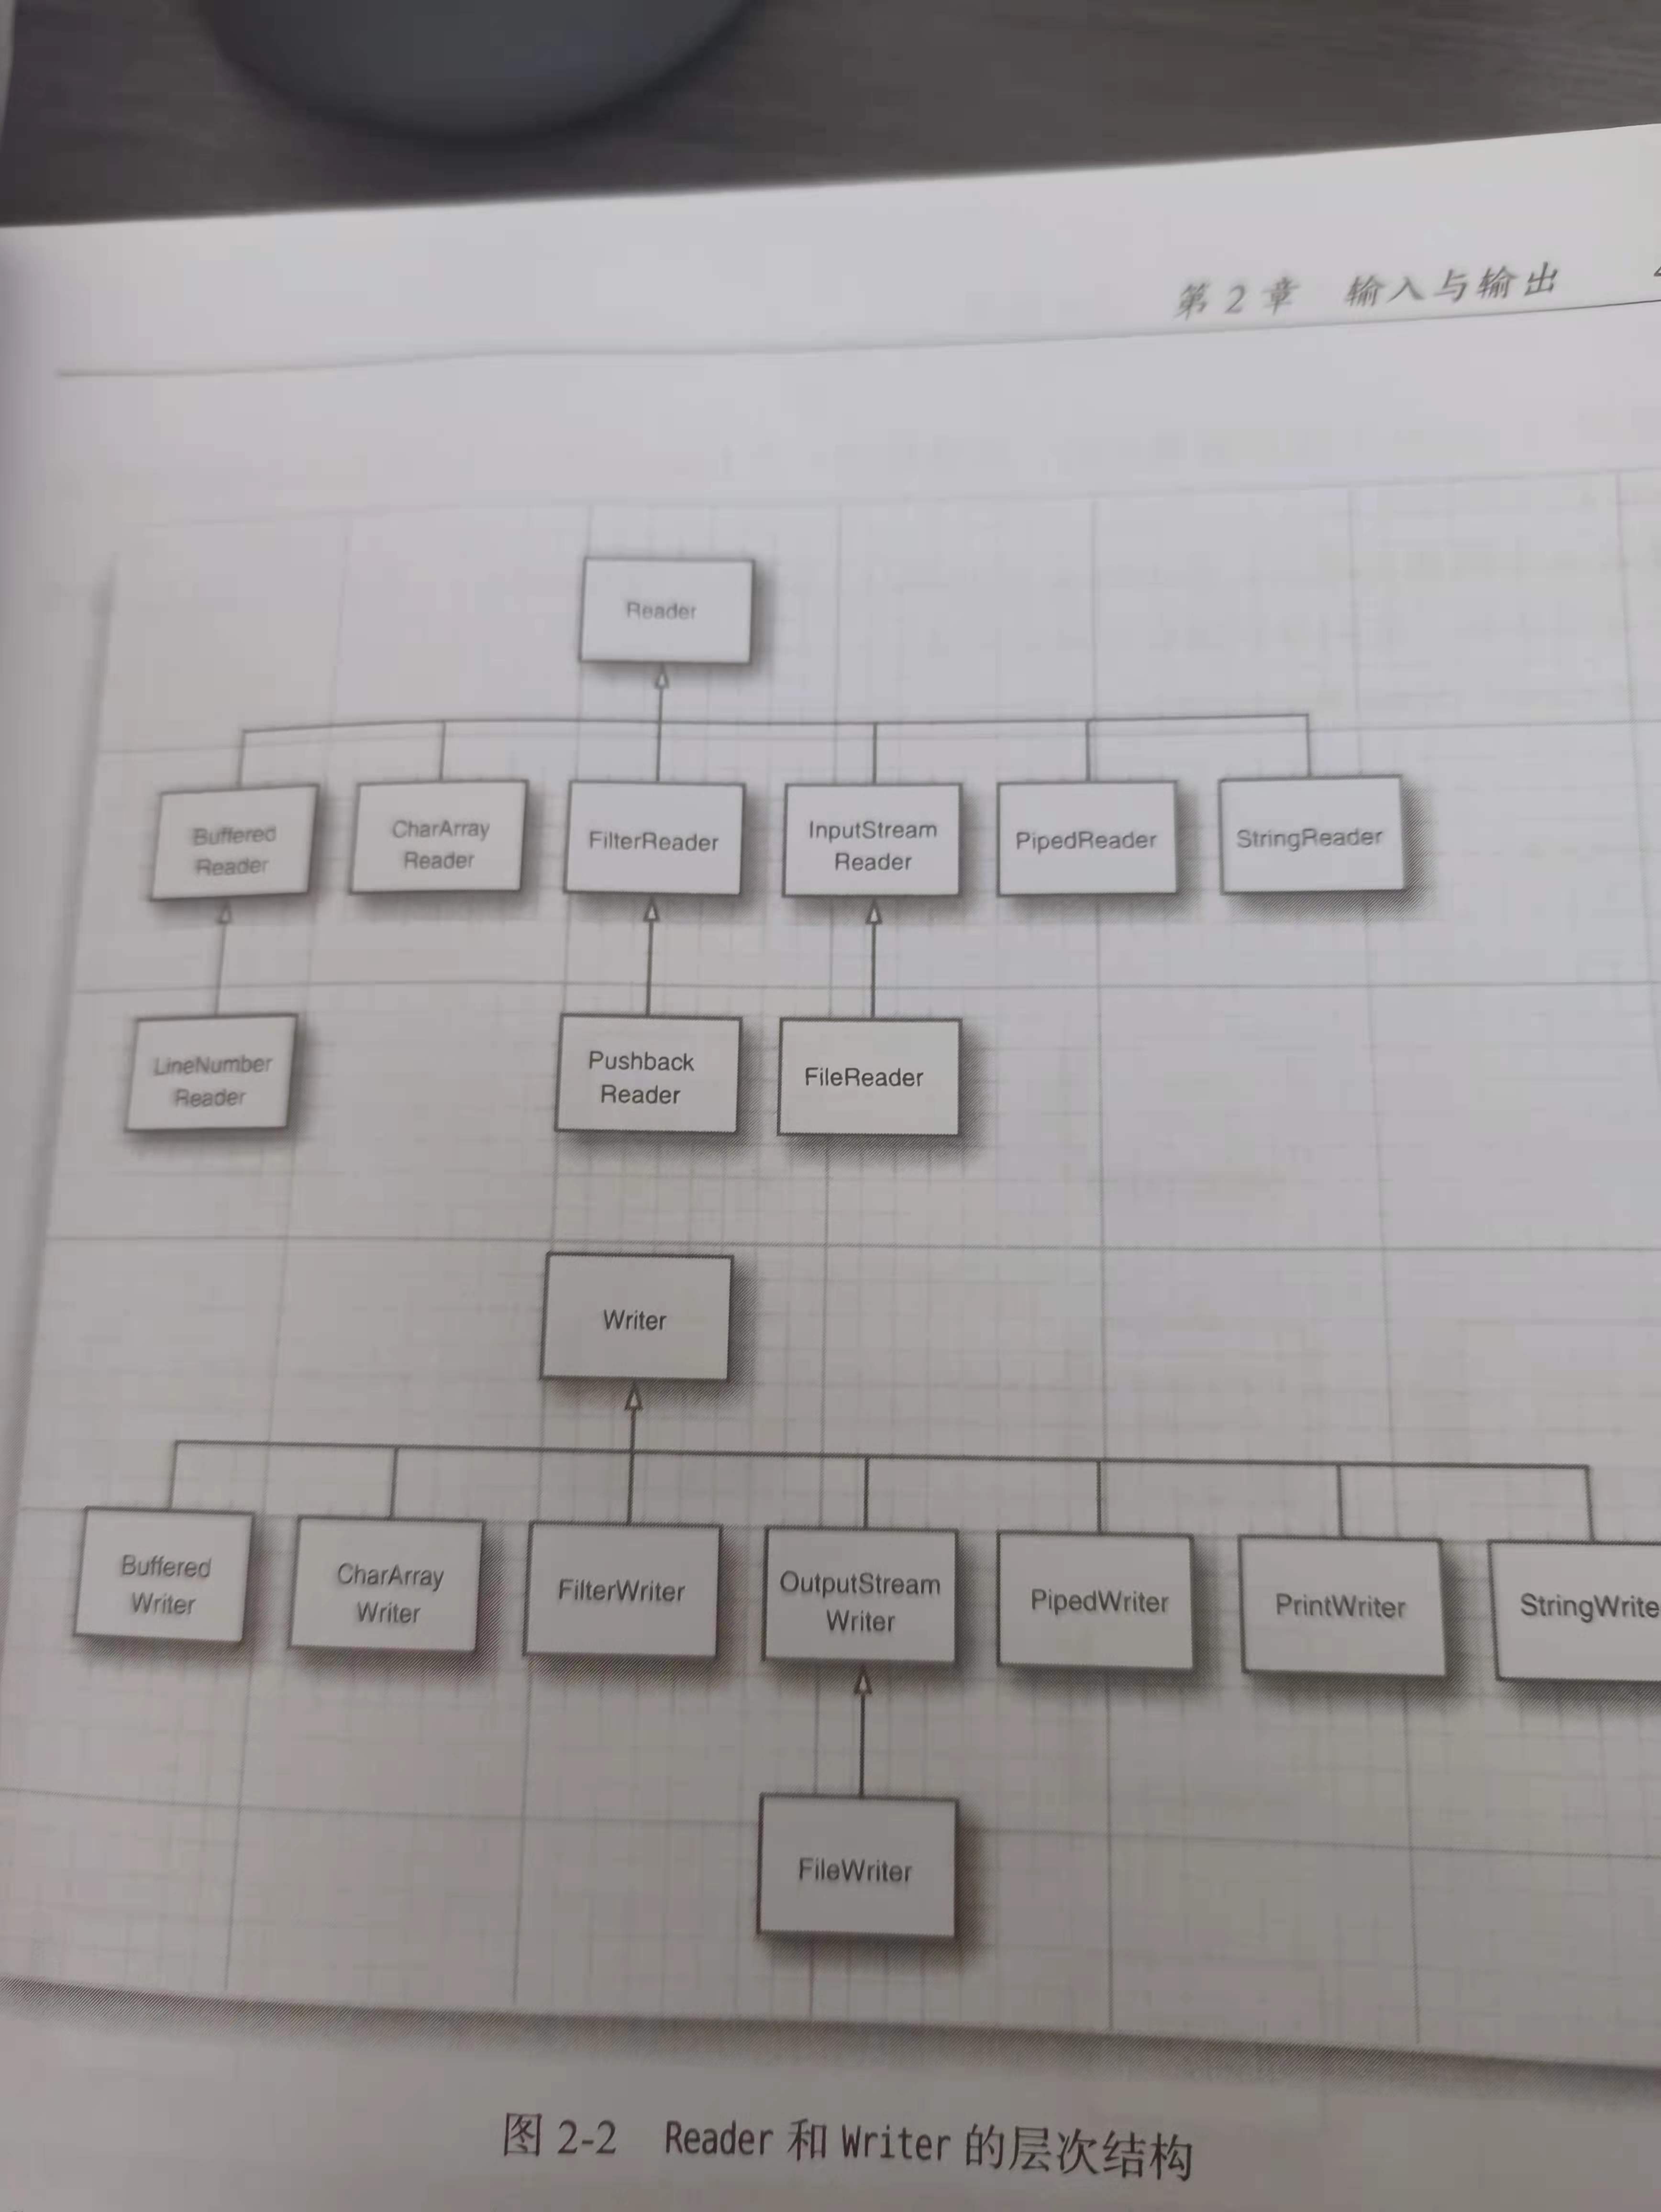 第 2 章 输入与输出
Reader
Buffered
Reader
CharArray
Reader
FilterReader
InputStream
Reader
PipedReader
StringReader
LineNumber
Reader
Pushback
Reader
FileReader
Writer
Buffered
Writer
CharArray
Writer
FilterWriter
OutputStream
Writer
PipedWriter
PrintWriter
StringWrite
FileWriter
图 2-2 Reader 和 Writer 的层次结构